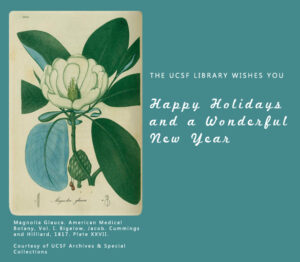 THE UCSF LIBRARY WISHES YOU
Happy Holidays
and a Wonderful
New Year
Magnolia glauca
Magnolia Glauca. American Medical
Botany, Vol. I. Bigelow, Jacob. Cummings
and Hilliard, 1817. Plate XXVII.
Courtesy of UCSF Archives & Special
Collections